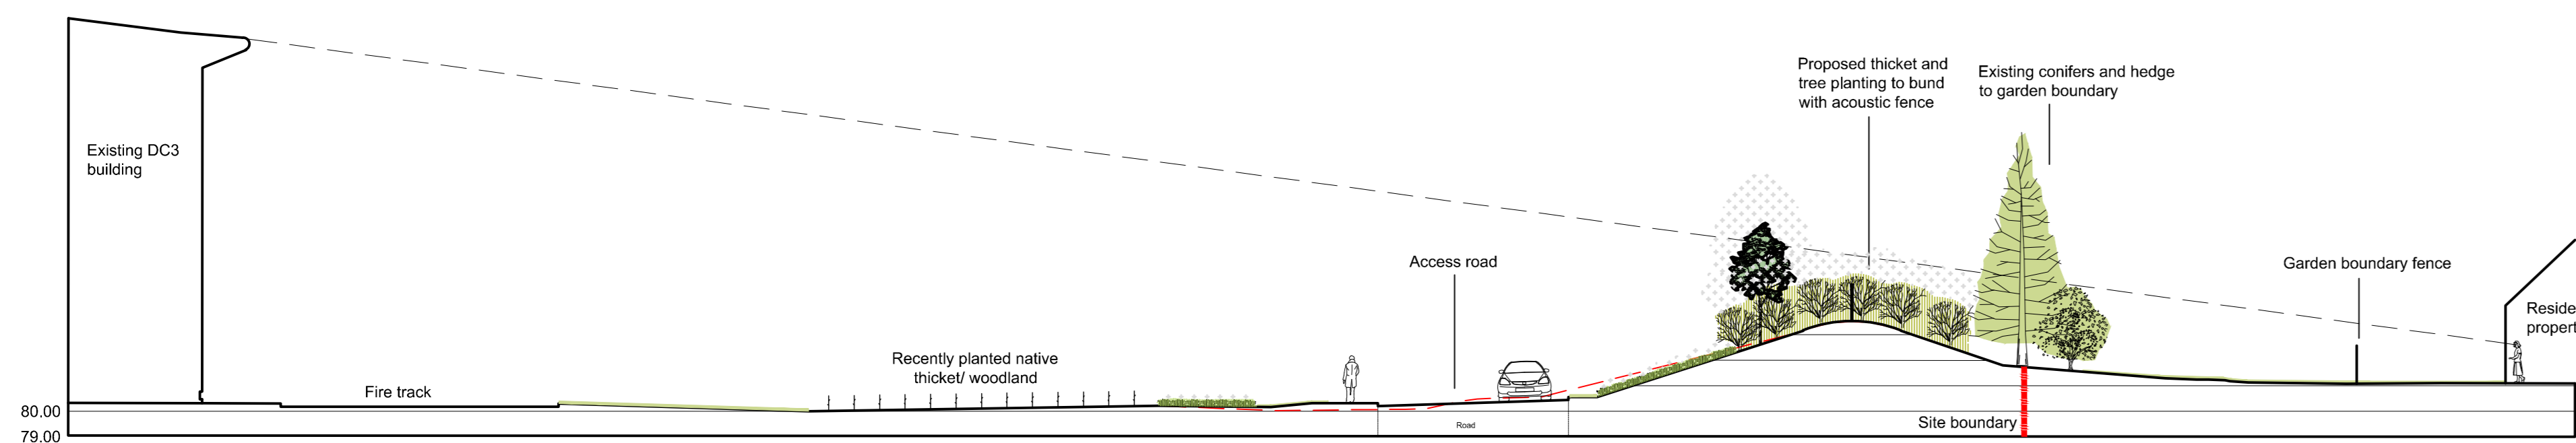 Proposed thicket and
tree planting to bund
with acoustic fence
Existing conifers and hedge
to garden boundary
Existing DC3
building
Access road
Garden boundary fence
Recently planted native
thicket/ woodland
Fire track
80.00
79.00
Road
Site boundary